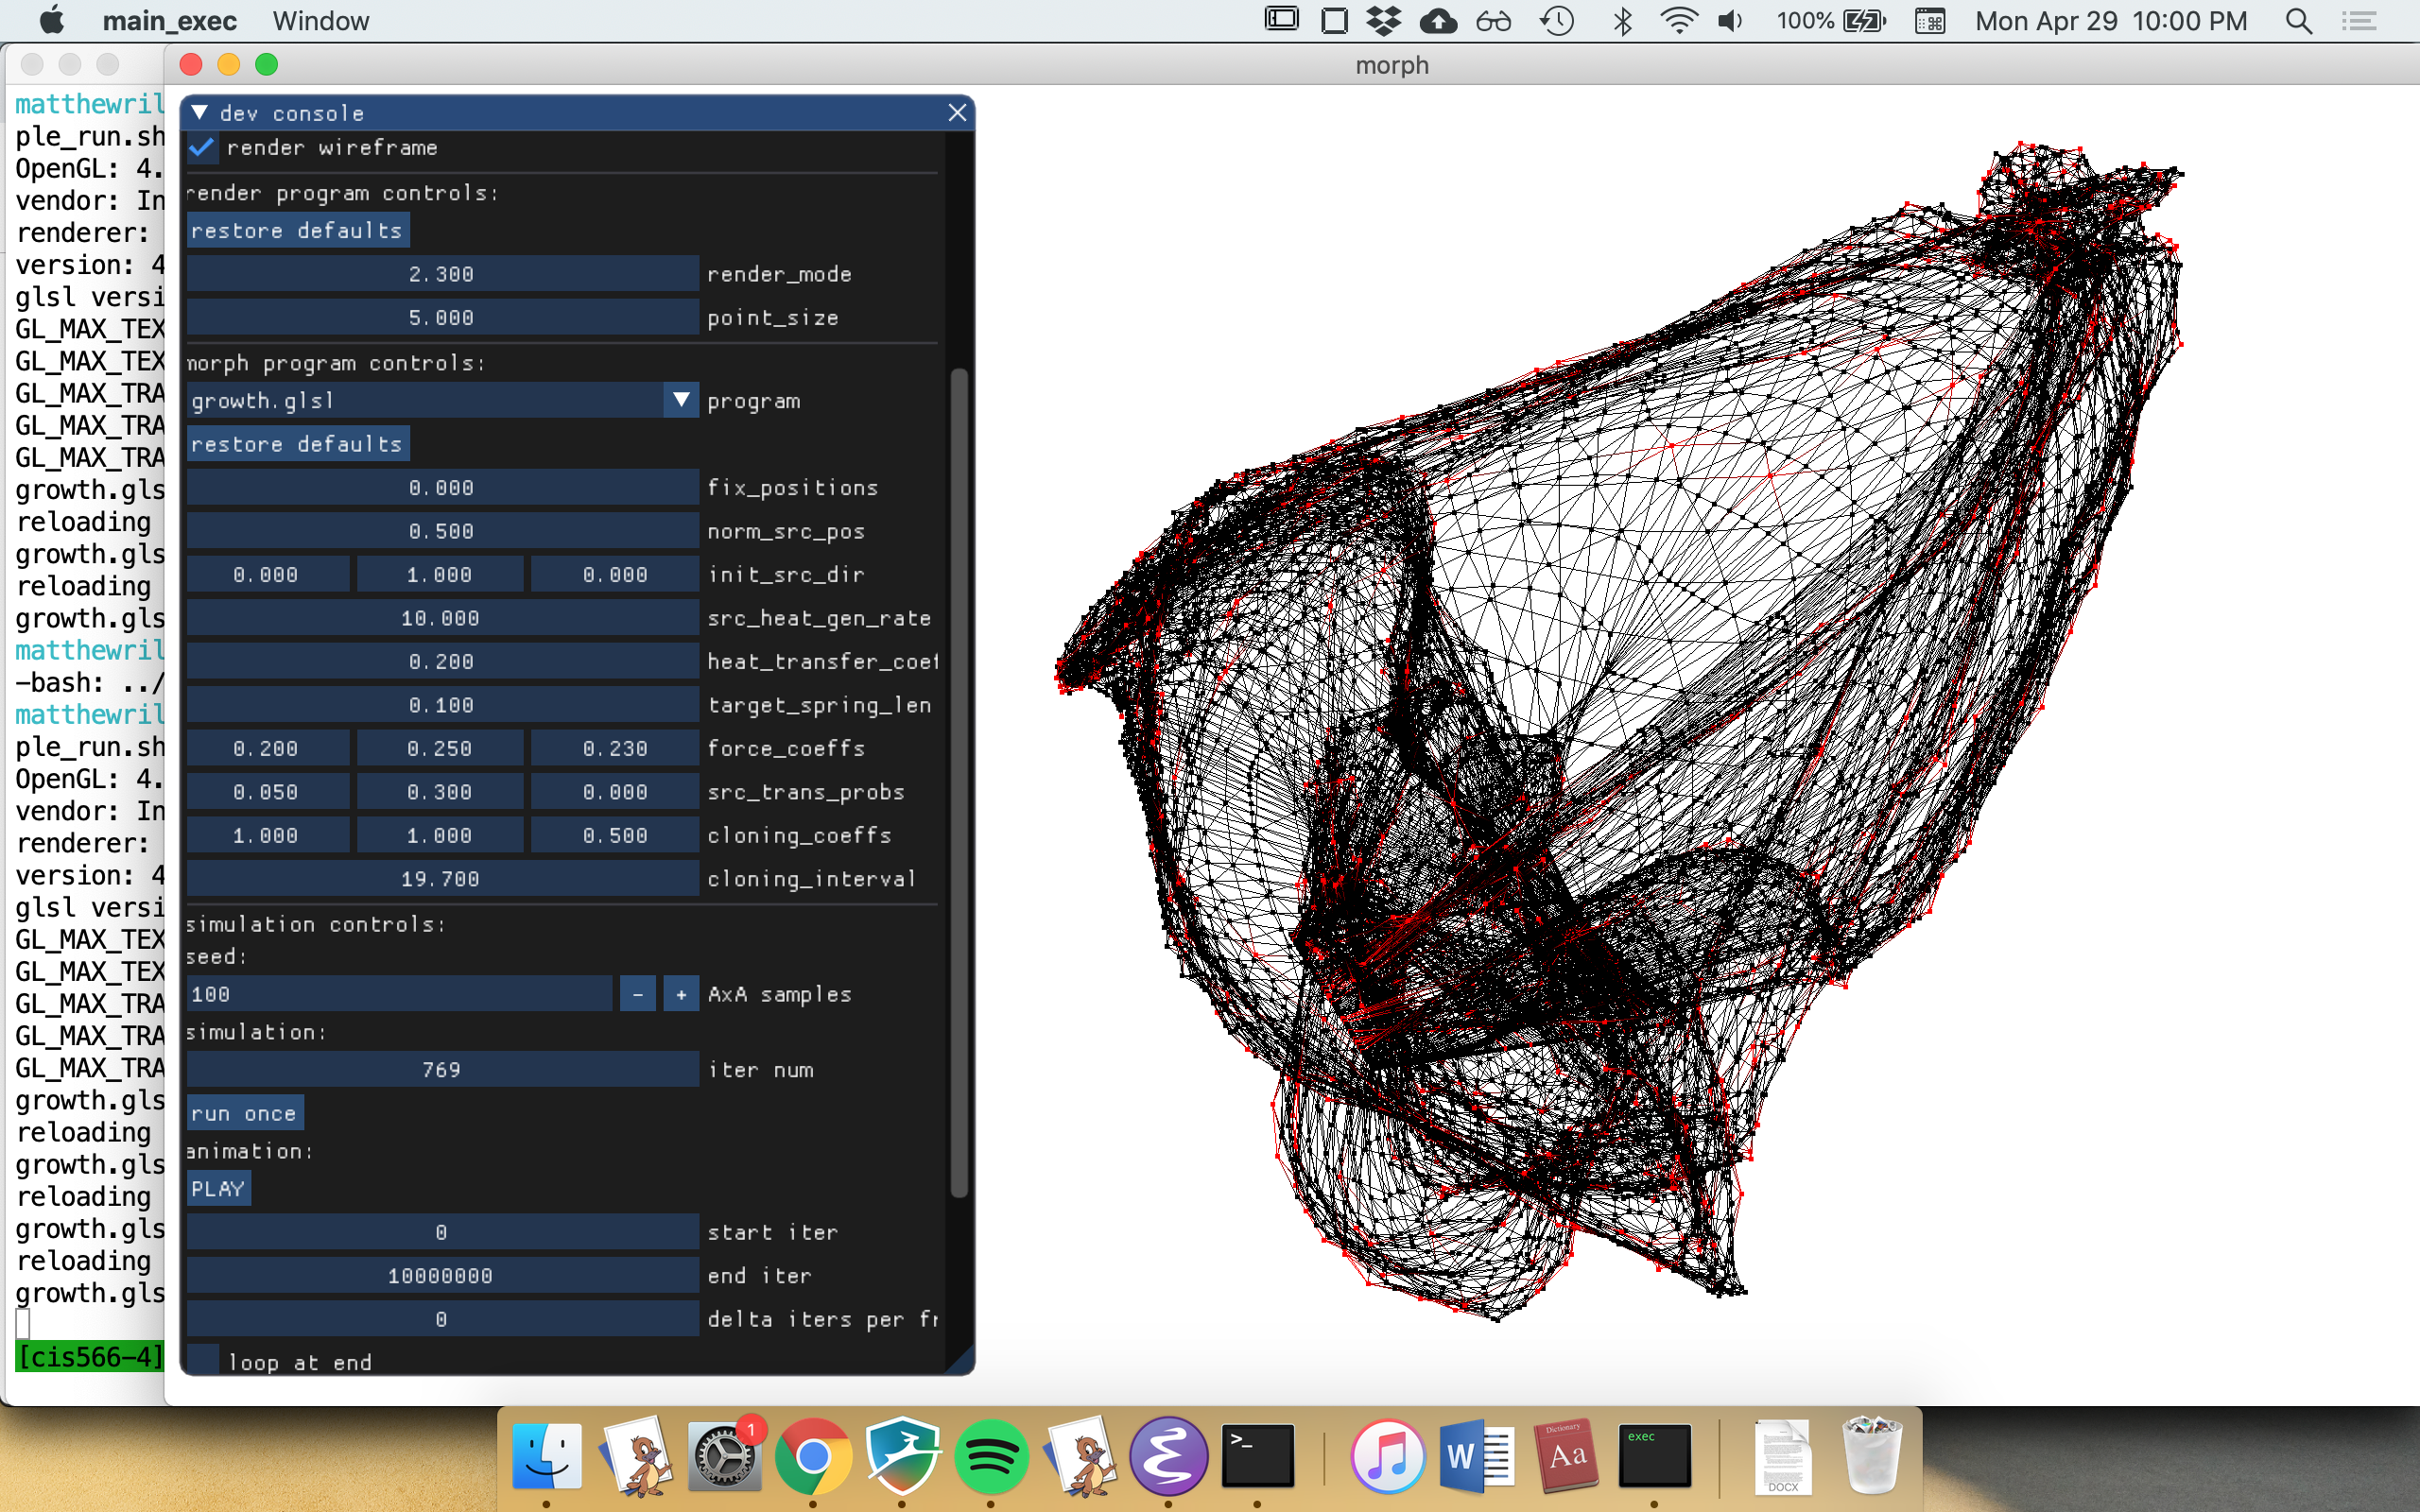 main_exec Window 100% Mon Apr 29 10:00 PM
morph
matthewril
ple_run.sh
OpenGL: 4.
vendor: In
renderer:
version: 4
glsl versi
GL_MAX_TEX
GL_MAX_TEX
GL_MAX_TRA
GL_MAX_TRA
GL_MAX_TRA
growth.gls
reloading
growth.gls
reloading
growth.gls
matthewril
-bash: ../
matthewril
ple_run.sh
OpenGL: 4.
vendor: In
renderer:
version: 4
glsl versi
GL_MAX_TEX
GL_MAX_TEX
GL_MAX_TRA
GL_MAX_TRA
GL_MAX_TRA
growth.gls
reloading
growth.gls
reloading
growth.gls
reloading
growth.gls
[cis566-4]
dev console
render wireframe
render program controls:
restore defaults
2.300 render_mode
5.000 point_size
morph program controls:
growth.glsl program
restore defaults
0.000 fix_positions
0.500 norm_src_pos
0.000 1.000 0.000 init_src_dir
10.000 src_heat_gen_rate
0.200 heat_transfer_coef
0.100 target_spring_len
0.200 0.250 0.230 force_coeffs
0.050 0.300 0.000 src_trans_probs
1.000 1.000 0.500 cloning_coeffs
19.700 cloning_interval
simulation controls:
seed:
100 - + AxA samples
simulation:
769 iter num
run once
animation:
PLAY
0 start iter
10000000 end iter
0 delta iters per fr
loop at end
1
>_
W
Dictionary
Aa
exec
DOCX